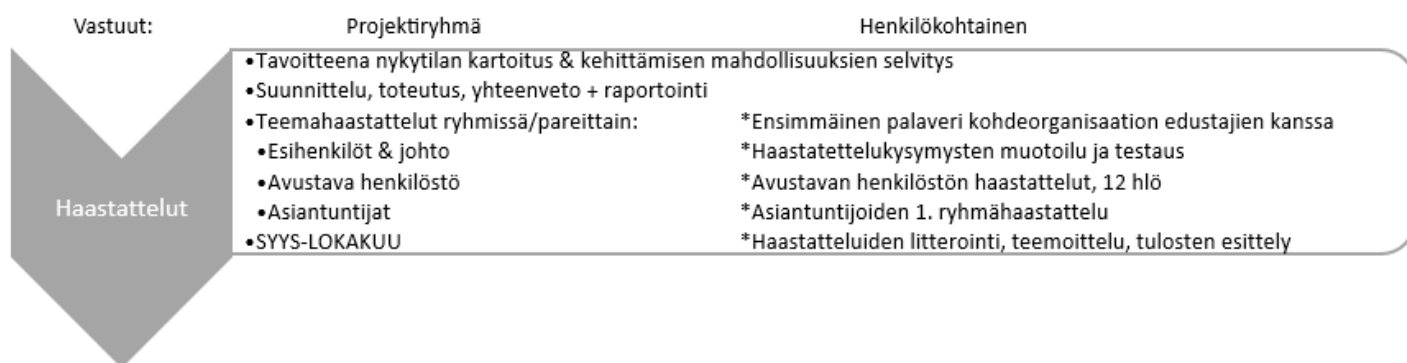 Vastuut: Projektiryhmä Henkilökohtainen
•Tavoitteena nykytilan kartoitus & kehittämisen mahdollisuuksien selvitys
•Suunnittelu, toteutus, yhteenveto + raportointi
•Teemahaastattelut ryhmissä/pareittain: *Ensimmäinen palaveri kohdeorganisaation edustajien kanssa
•Esihenkilöt & johto *Haastatettelukysymysten muotoilu ja testaus
•Avustava henkilöstö *Avustavan henkilöstön haastattelut, 12 hlö
Haastattelut
•Asiantuntijat *Asiantuntijoiden 1. ryhmähaastattelu
•SYYS-LOKAKUU *Haastatteluiden litterointi, teemoittelu, tulosten esittely